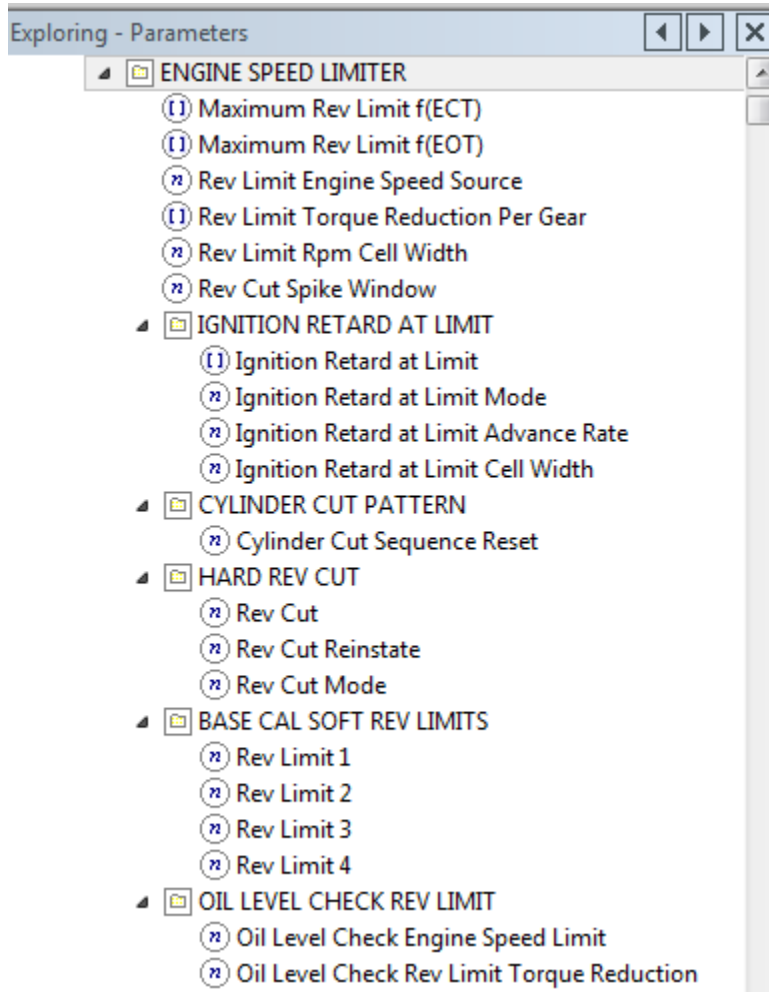 Exploring - Parameters
ENGINE SPEED LIMITER
Maximum Rev Limit f(ECT)
Maximum Rev Limit f(EOT)
Rev Limit Engine Speed Source
Rev Limit Torque Reduction Per Gear
Rev Limit Rpm Cell Width
Rev Cut Spike Window
IGNITION RETARD AT LIMIT
Ignition Retard at Limit
Ignition Retard at Limit Mode
Ignition Retard at Limit Advance Rate
Ignition Retard at Limit Cell Width
CYLINDER CUT PATTERN
Cylinder Cut Sequence Reset
HARD REV CUT
Rev Cut
Rev Cut Reinstate
Rev Cut Mode
BASE CAL SOFT REV LIMITS
Rev Limit 1
Rev Limit 2
Rev Limit 3
Rev Limit 4
OIL LEVEL CHECK REV LIMIT
Oil Level Check Engine Speed Limit
Oil Level Check Rev Limit Torque Reduction